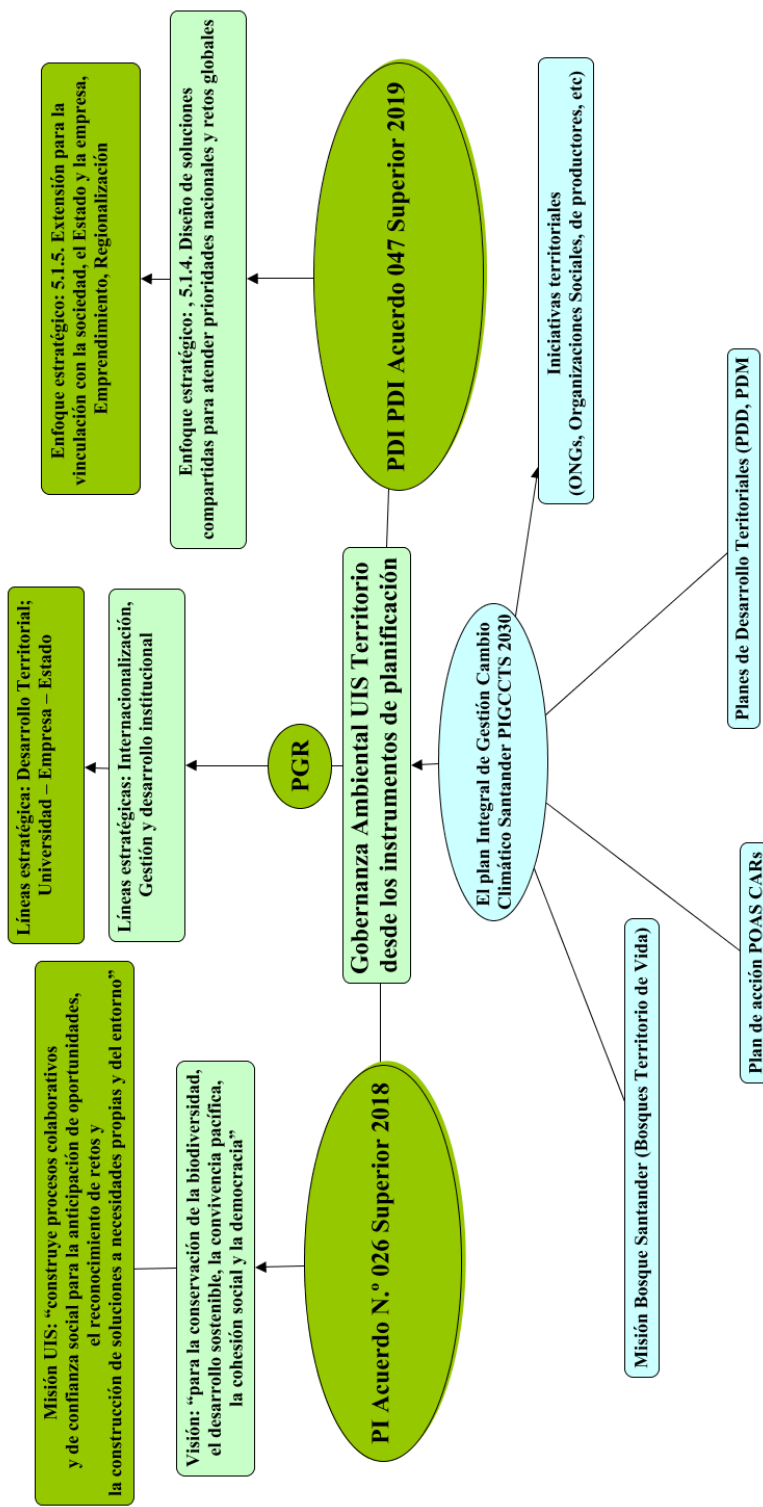 Misión UIS: “construye procesos colaborativos
y de confianza social para la anticipación de oportunidades,
el reconocimiento de retos y
la construcción de soluciones a necesidades propias y del entorno”
Líneas estratégica: Desarrollo Territorial;
Universidad – Empresa – Estado
Enfoque estratégico: 5.1.5. Extensión para la
vinculación con la sociedad, el Estado y la empresa,
Emprendimiento, Regionalización
Visión: “para la conservación de la biodiversidad,
el desarrollo sostenible, la convivencia pacífica,
la cohesión social y la democracia”
Líneas estratégicas: Internacionalización,
Gestión y desarrollo institucional
Enfoque estratégico: , 5.1.4. Diseño de soluciones
compartidas para atender prioridades nacionales y retos globales
PGR
PI Acuerdo N.º 026 Superior 2018
Gobernanza Ambiental UIS Territorio
desde los instrumentos de planificación
PDI PDI Acuerdo 047 Superior 2019
El plan Integral de Gestión Cambio
Climático Santander PIGCCTS 2030
Iniciativas territoriales
(ONGs, Organizaciones Sociales, de productores, etc)
Misión Bosque Santander (Bosques Territorio de Vida)
Planes de Desarrollo Territoriales (PDD, PDM
Plan de acción POAS CARs